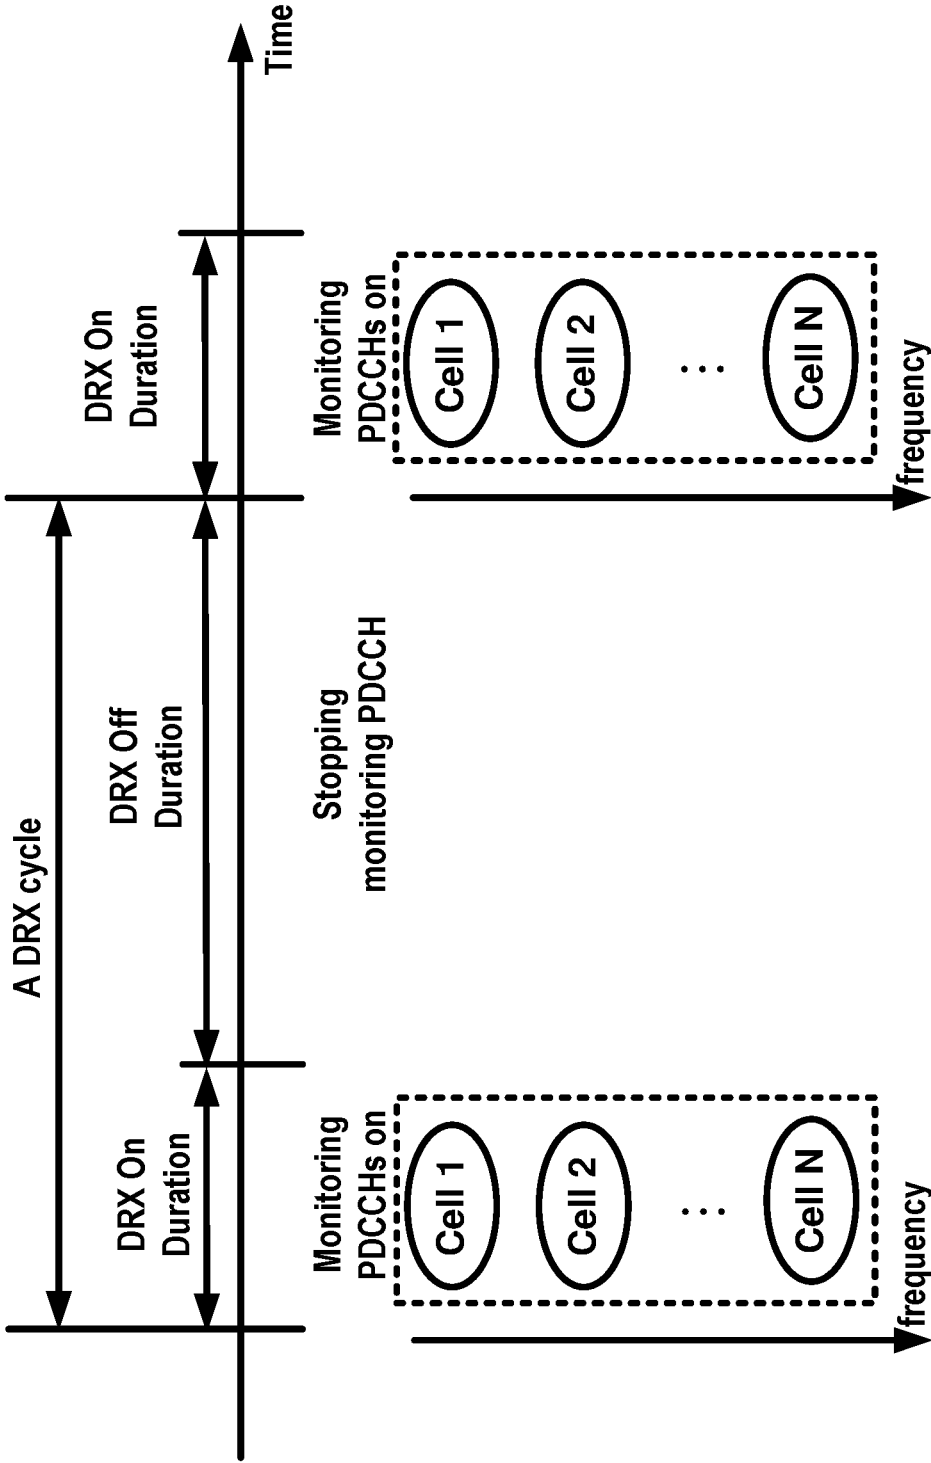 A DRX cycle
DRX On
Duration
DRX Off
Duration
DRX On
Duration
Time
Monitoring
PDCCHs on
Cell 1
Cell 2
...
Cell N
frequency
Stopping
monitoring PDCCH
Monitoring
PDCCHs on
Cell 1
Cell 2
...
Cell N
frequency